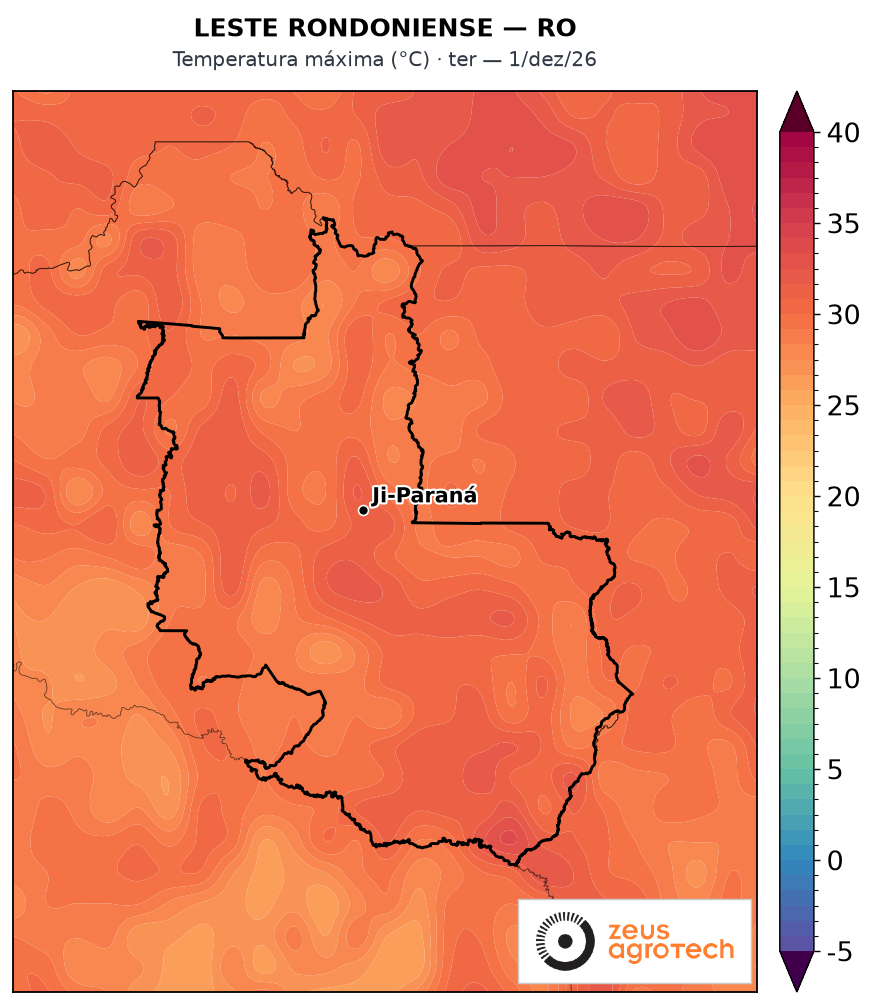 LESTE RONDONIENSE — RO
Temperatura máxima (°C) · ter — 1/dez/26
40
35
30
25
20
15
10
5
0
-5
Ji-Paraná
zeus
agrotech